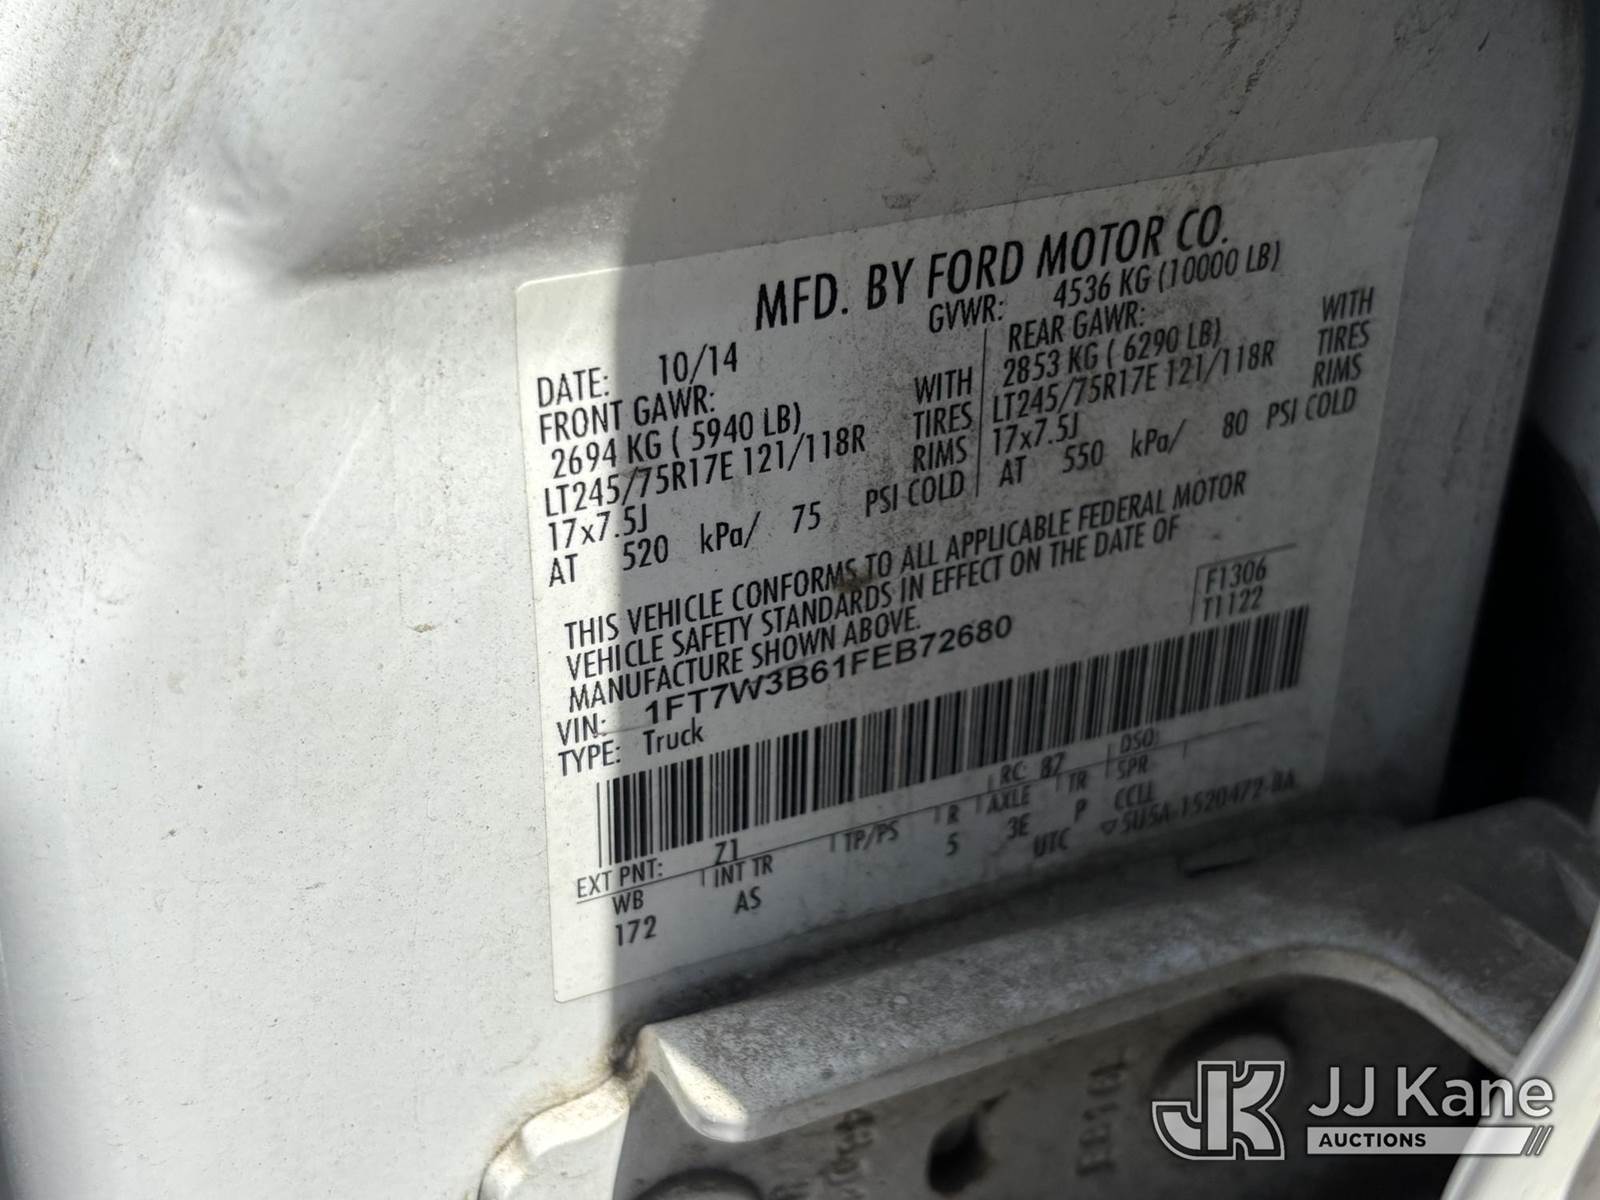 MFD. BY FORD MOTOR CO.
DATE: 10/14 GVWR: 4536 KG (10000 LB)
FRONT GAWR: REAR GAWR:
2694 KG ( 5940 LB) WITH 2853 KG ( 6290 LB) WITH
LT245/75R17E 121/118R TIRES LT245/75R17E 121/118R TIRES
17x7.5J RIMS 17x7.5J RIMS
AT 520 kPa/ 75 PSI COLD AT 550 kPa/ 80 PSI COLD
THIS VEHICLE CONFORMS TO ALL APPLICABLE FEDERAL MOTOR
VEHICLE SAFETY STANDARDS IN EFFECT ON THE DATE OF
MANUFACTURE SHOWN ABOVE.
F1306
T1122
VIN: 1FT7W3B61FEB72680
TYPE: Truck
EXT PNT: Z1 RC: 87 DSO:
WB INT TR TP/PS R AXLE TR SPR
172 AS 5 3E P CCLL
UTC ▽5U5A-1520472-BA
JK JJ Kane
AUCTIONS